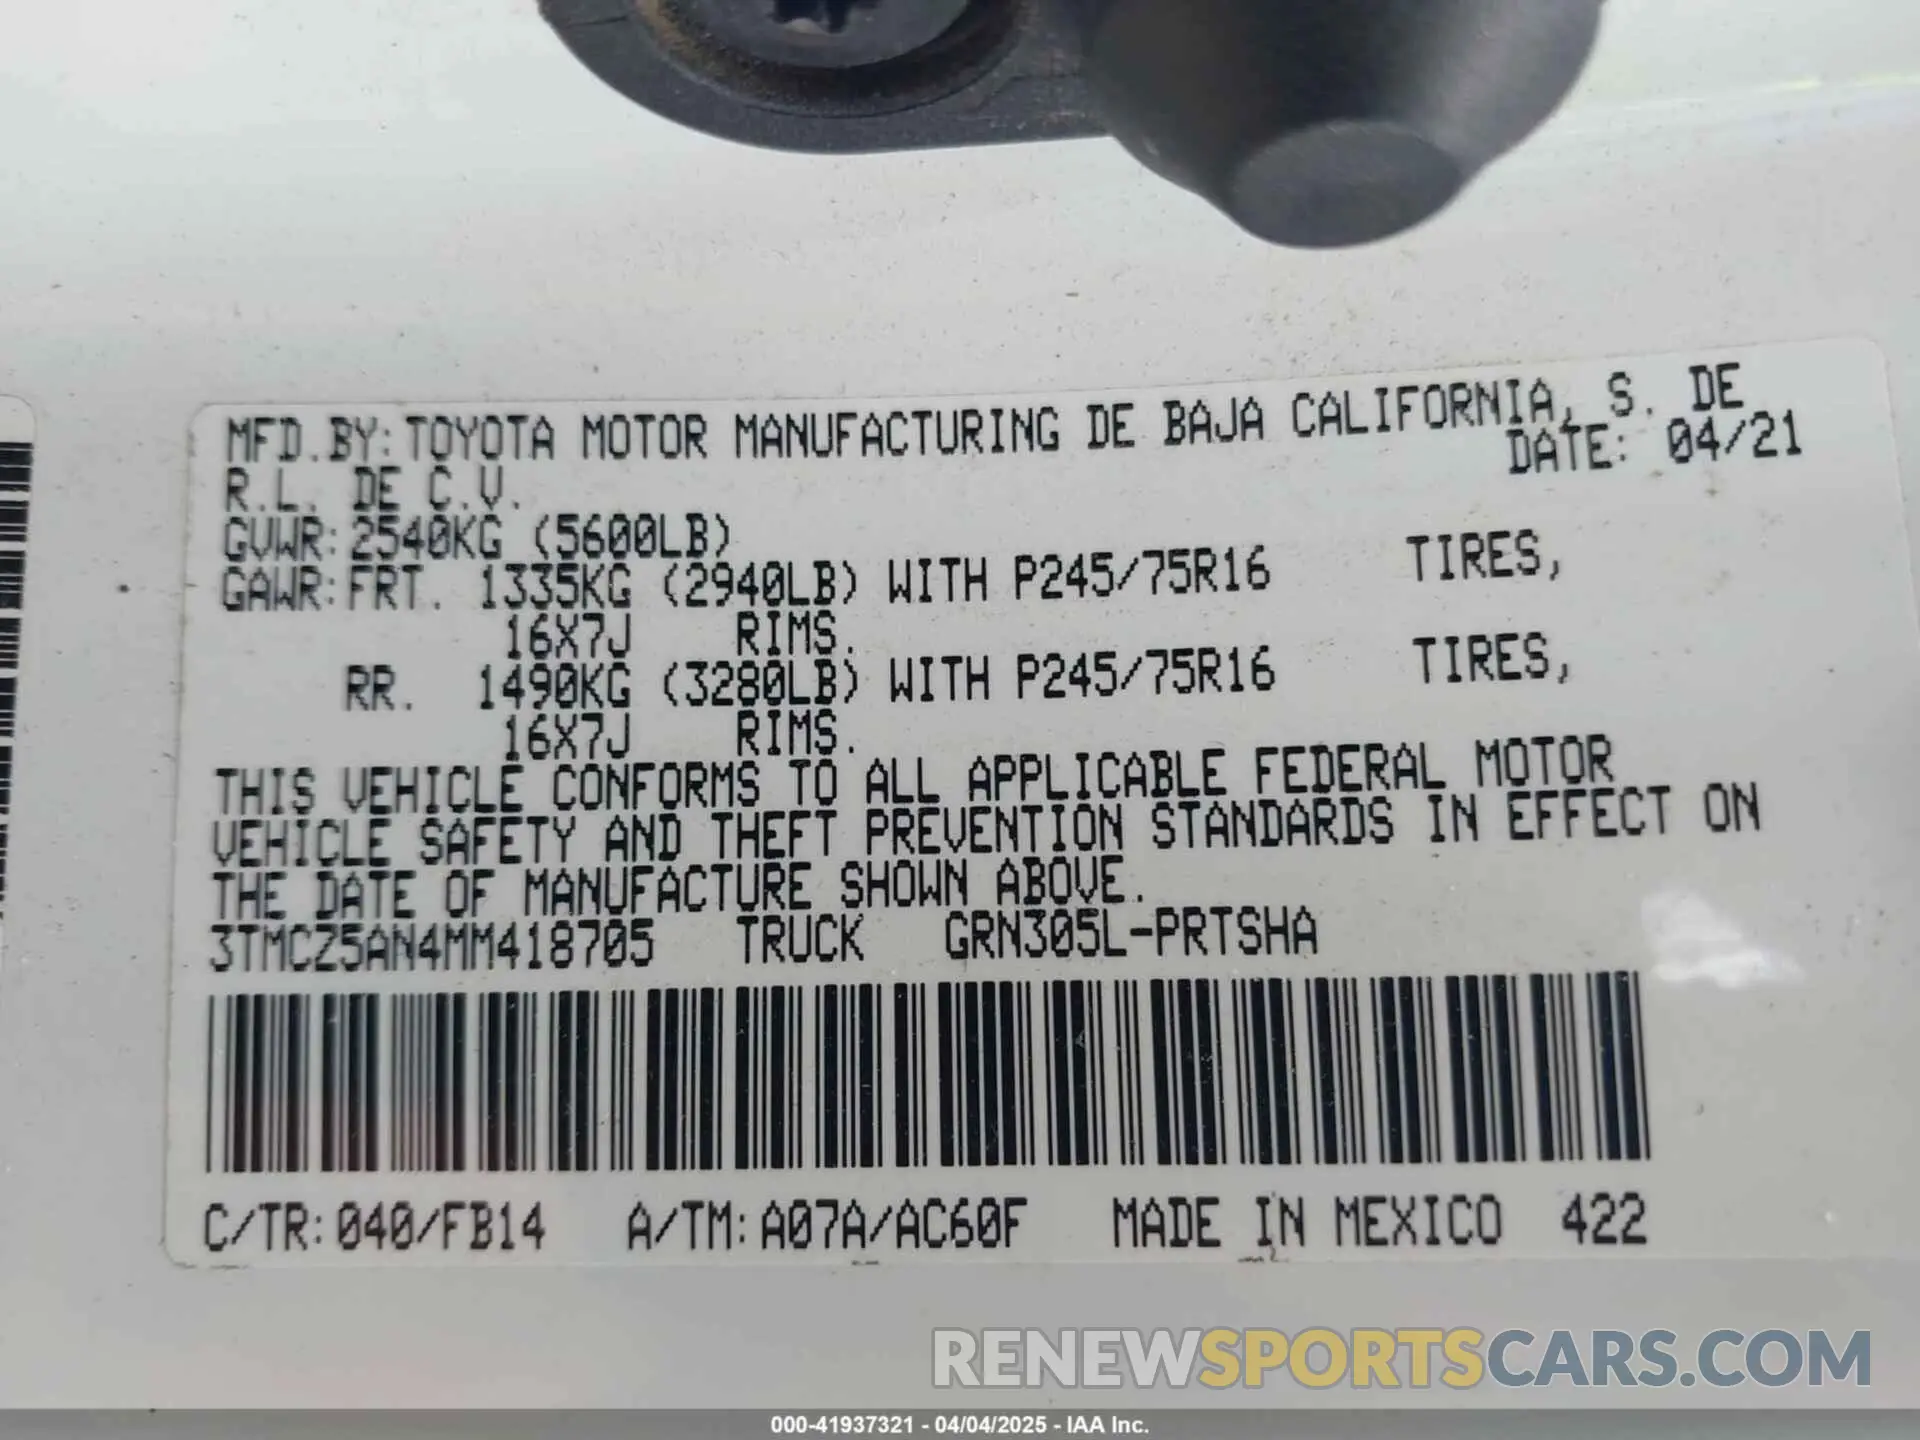 MFD.BY:TOYOTA MOTOR MANUFACTURING DE BAJA CALIFORNIA, S. DE
R.L. DE C.V. DATE: 04/21
GVWR:2540KG (5600LB)
GAWR:FRT. 1335KG (2940LB) WITH P245/75R16 TIRES,
16X7J RIMS.
RR. 1490KG (3280LB) WITH P245/75R16 TIRES,
16X7J RIMS.
THIS VEHICLE CONFORMS TO ALL APPLICABLE FEDERAL MOTOR
VEHICLE SAFETY AND THEFT PREVENTION STANDARDS IN EFFECT ON
THE DATE OF MANUFACTURE SHOWN ABOVE.
3TMCZ5AN4MM418705 TRUCK GRN305L-PRTSHA
C/TR:040/FB14 A/TM:A07A/AC60F MADE IN MEXICO 422
RENEWSPORTSCARS.COM
000-41937321 - 04/04/2025 - IAA Inc.